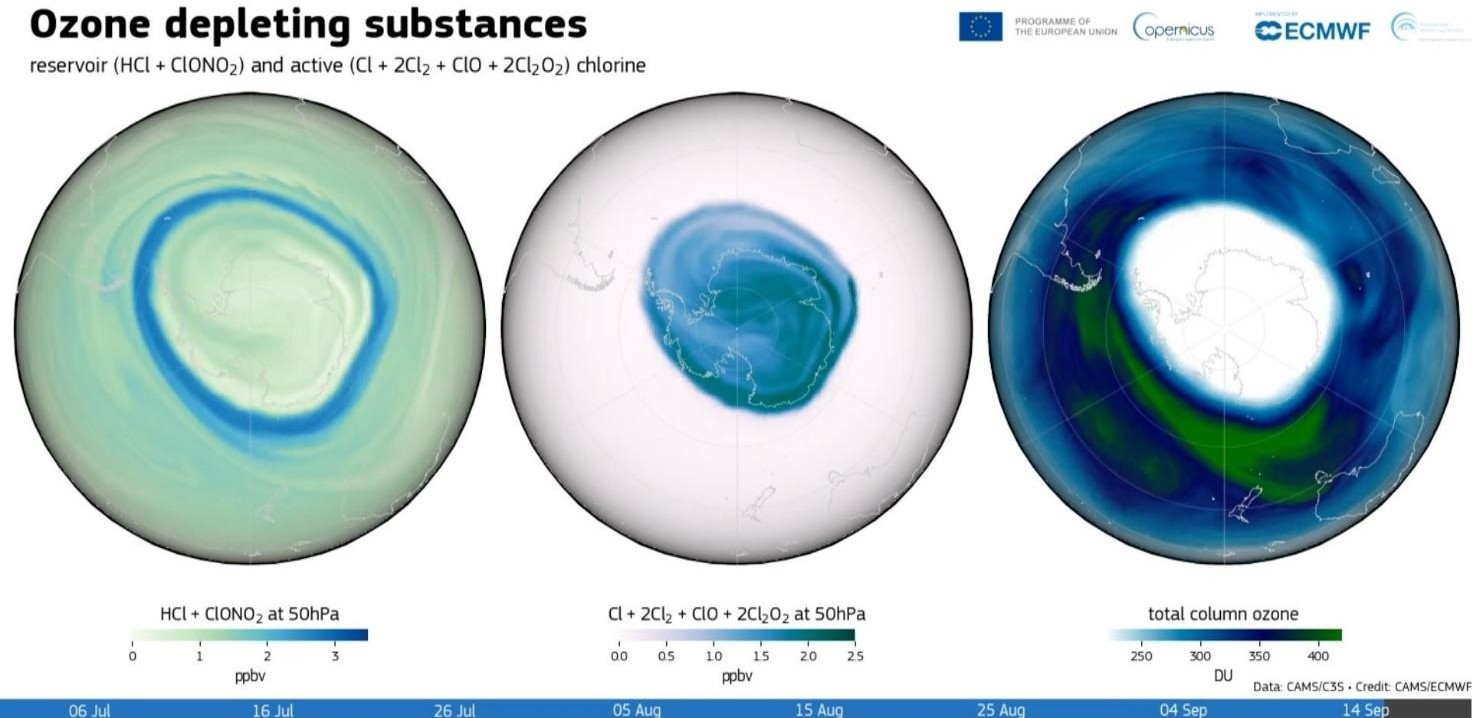 Ozone depleting substances
reservoir (HCl + ClONO₂) and active (Cl + 2Cl₂ + ClO + 2Cl₂O₂) chlorine
PROGRAMME OF
THE EUROPEAN UNION
Copernicus
IMPLEMENTED BY
ECMWF
HCl + ClONO₂ at 50hPa
0 1 2 3
ppbv
Cl + 2Cl₂ + ClO + 2Cl₂O₂ at 50hPa
0.0 0.5 1.0 1.5 2.0 2.5
ppbv
total column ozone
250 300 350 400
DU
Data: CAMS/C3S • Credit: CAMS/ECMWF
06 Jul 16 Jul 26 Jul 05 Aug 15 Aug 25 Aug 04 Sep 14 Sep